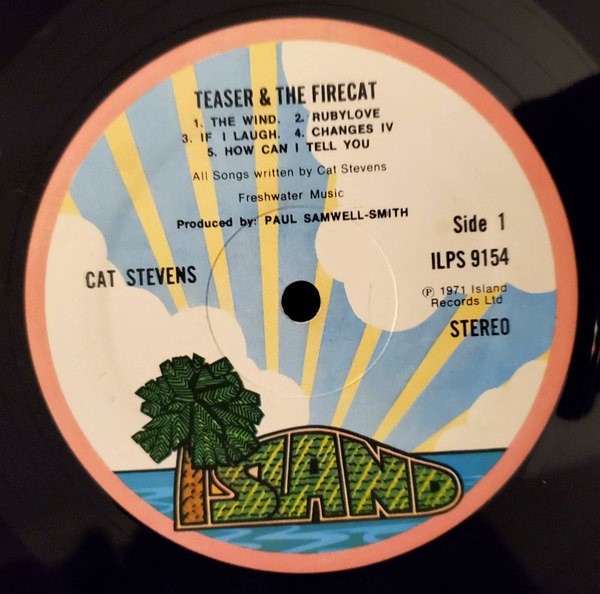 TEASER & THE FIRECAT
1. THE WIND. 2. RUBYLOVE
3. IF I LAUGH. 4. CHANGES IV
5. HOW CAN I TELL YOU
All Songs written by Cat Stevens
Freshwater Music
Produced by: PAUL SAMWELL-SMITH
Side 1
ILPS 9154
CAT STEVENS
Ⓟ 1971 Island
Records Ltd
STEREO
ISLAND